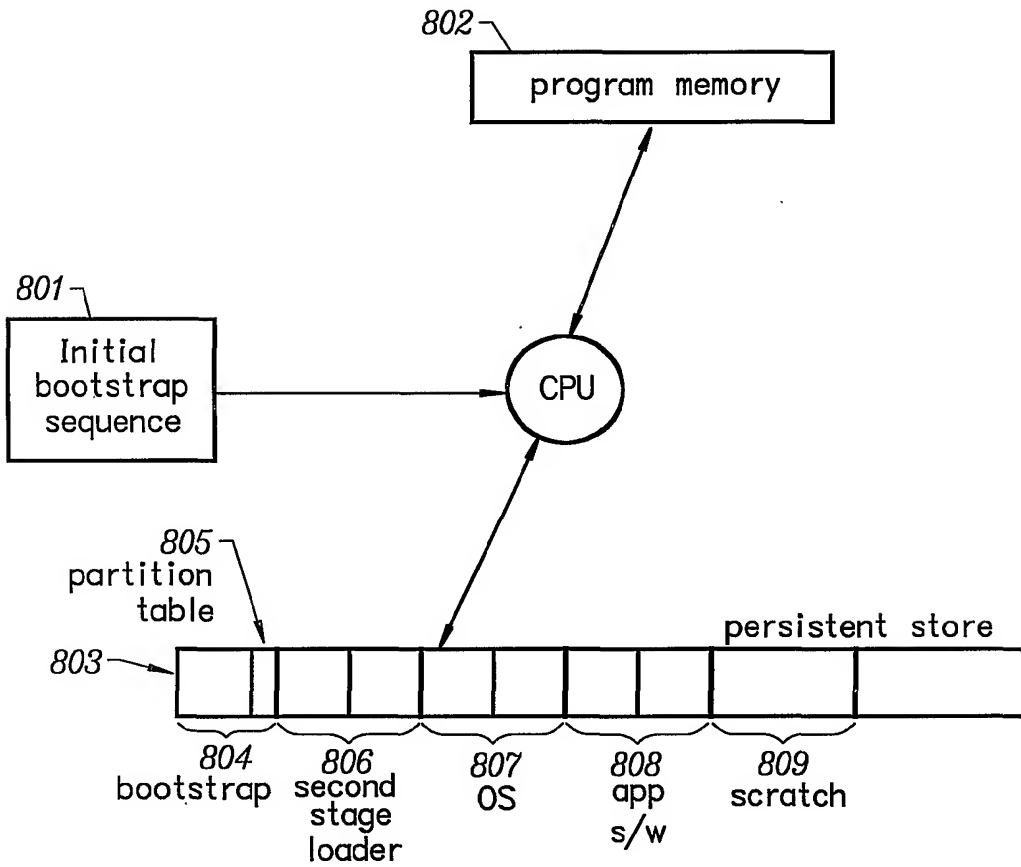 802
program memory
801
Initial
bootstrap
sequence
CPU
805
partition
table
persistent store
803
804
bootstrap
806
second
stage
loader
807
OS
808
app
s/w
809
scratch